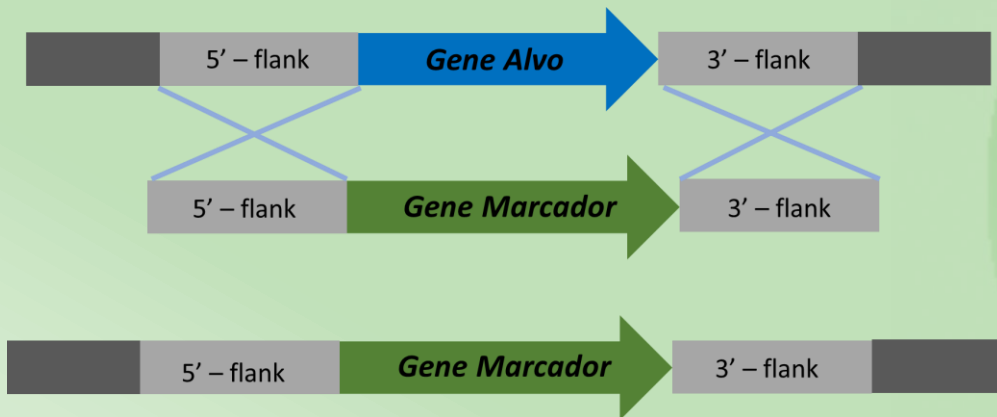 5’ – flank Gene Alvo 3’ – flank
5’ – flank Gene Marcador 3’ – flank
5’ – flank Gene Marcador 3’ – flank